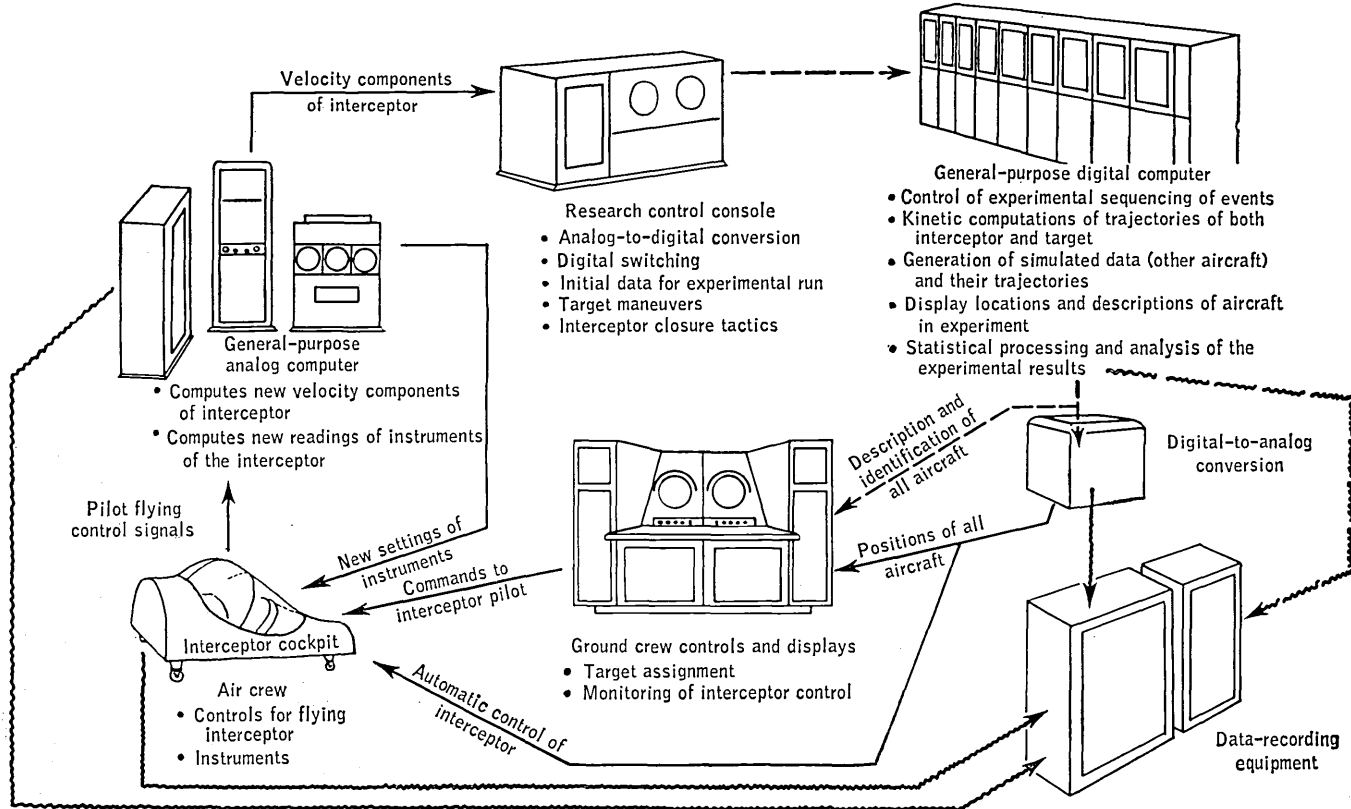 Velocity components
of interceptor
Research control console
• Analog-to-digital conversion
• Digital switching
• Initial data for experimental run
• Target maneuvers
• Interceptor closure tactics
General-purpose digital computer
• Control of experimental sequencing of events
• Kinetic computations of trajectories of both
interceptor and target
• Generation of simulated data (other aircraft)
and their trajectories
• Display locations and descriptions of aircraft
in experiment
• Statistical processing and analysis of the
experimental results
General-purpose
analog computer
• Computes new velocity components
of interceptor
• Computes new readings of instruments
of the interceptor
Pilot flying
control signals
New settings of
instruments
Commands to
interceptor pilot
Description and
identification of
all aircraft
Digital-to-analog
conversion
Positions of all
aircraft
Interceptor cockpit
Air crew
• Controls for flying
interceptor
• Instruments
Automatic control of
interceptor
Ground crew controls and displays
• Target assignment
• Monitoring of interceptor control
Data-recording
equipment